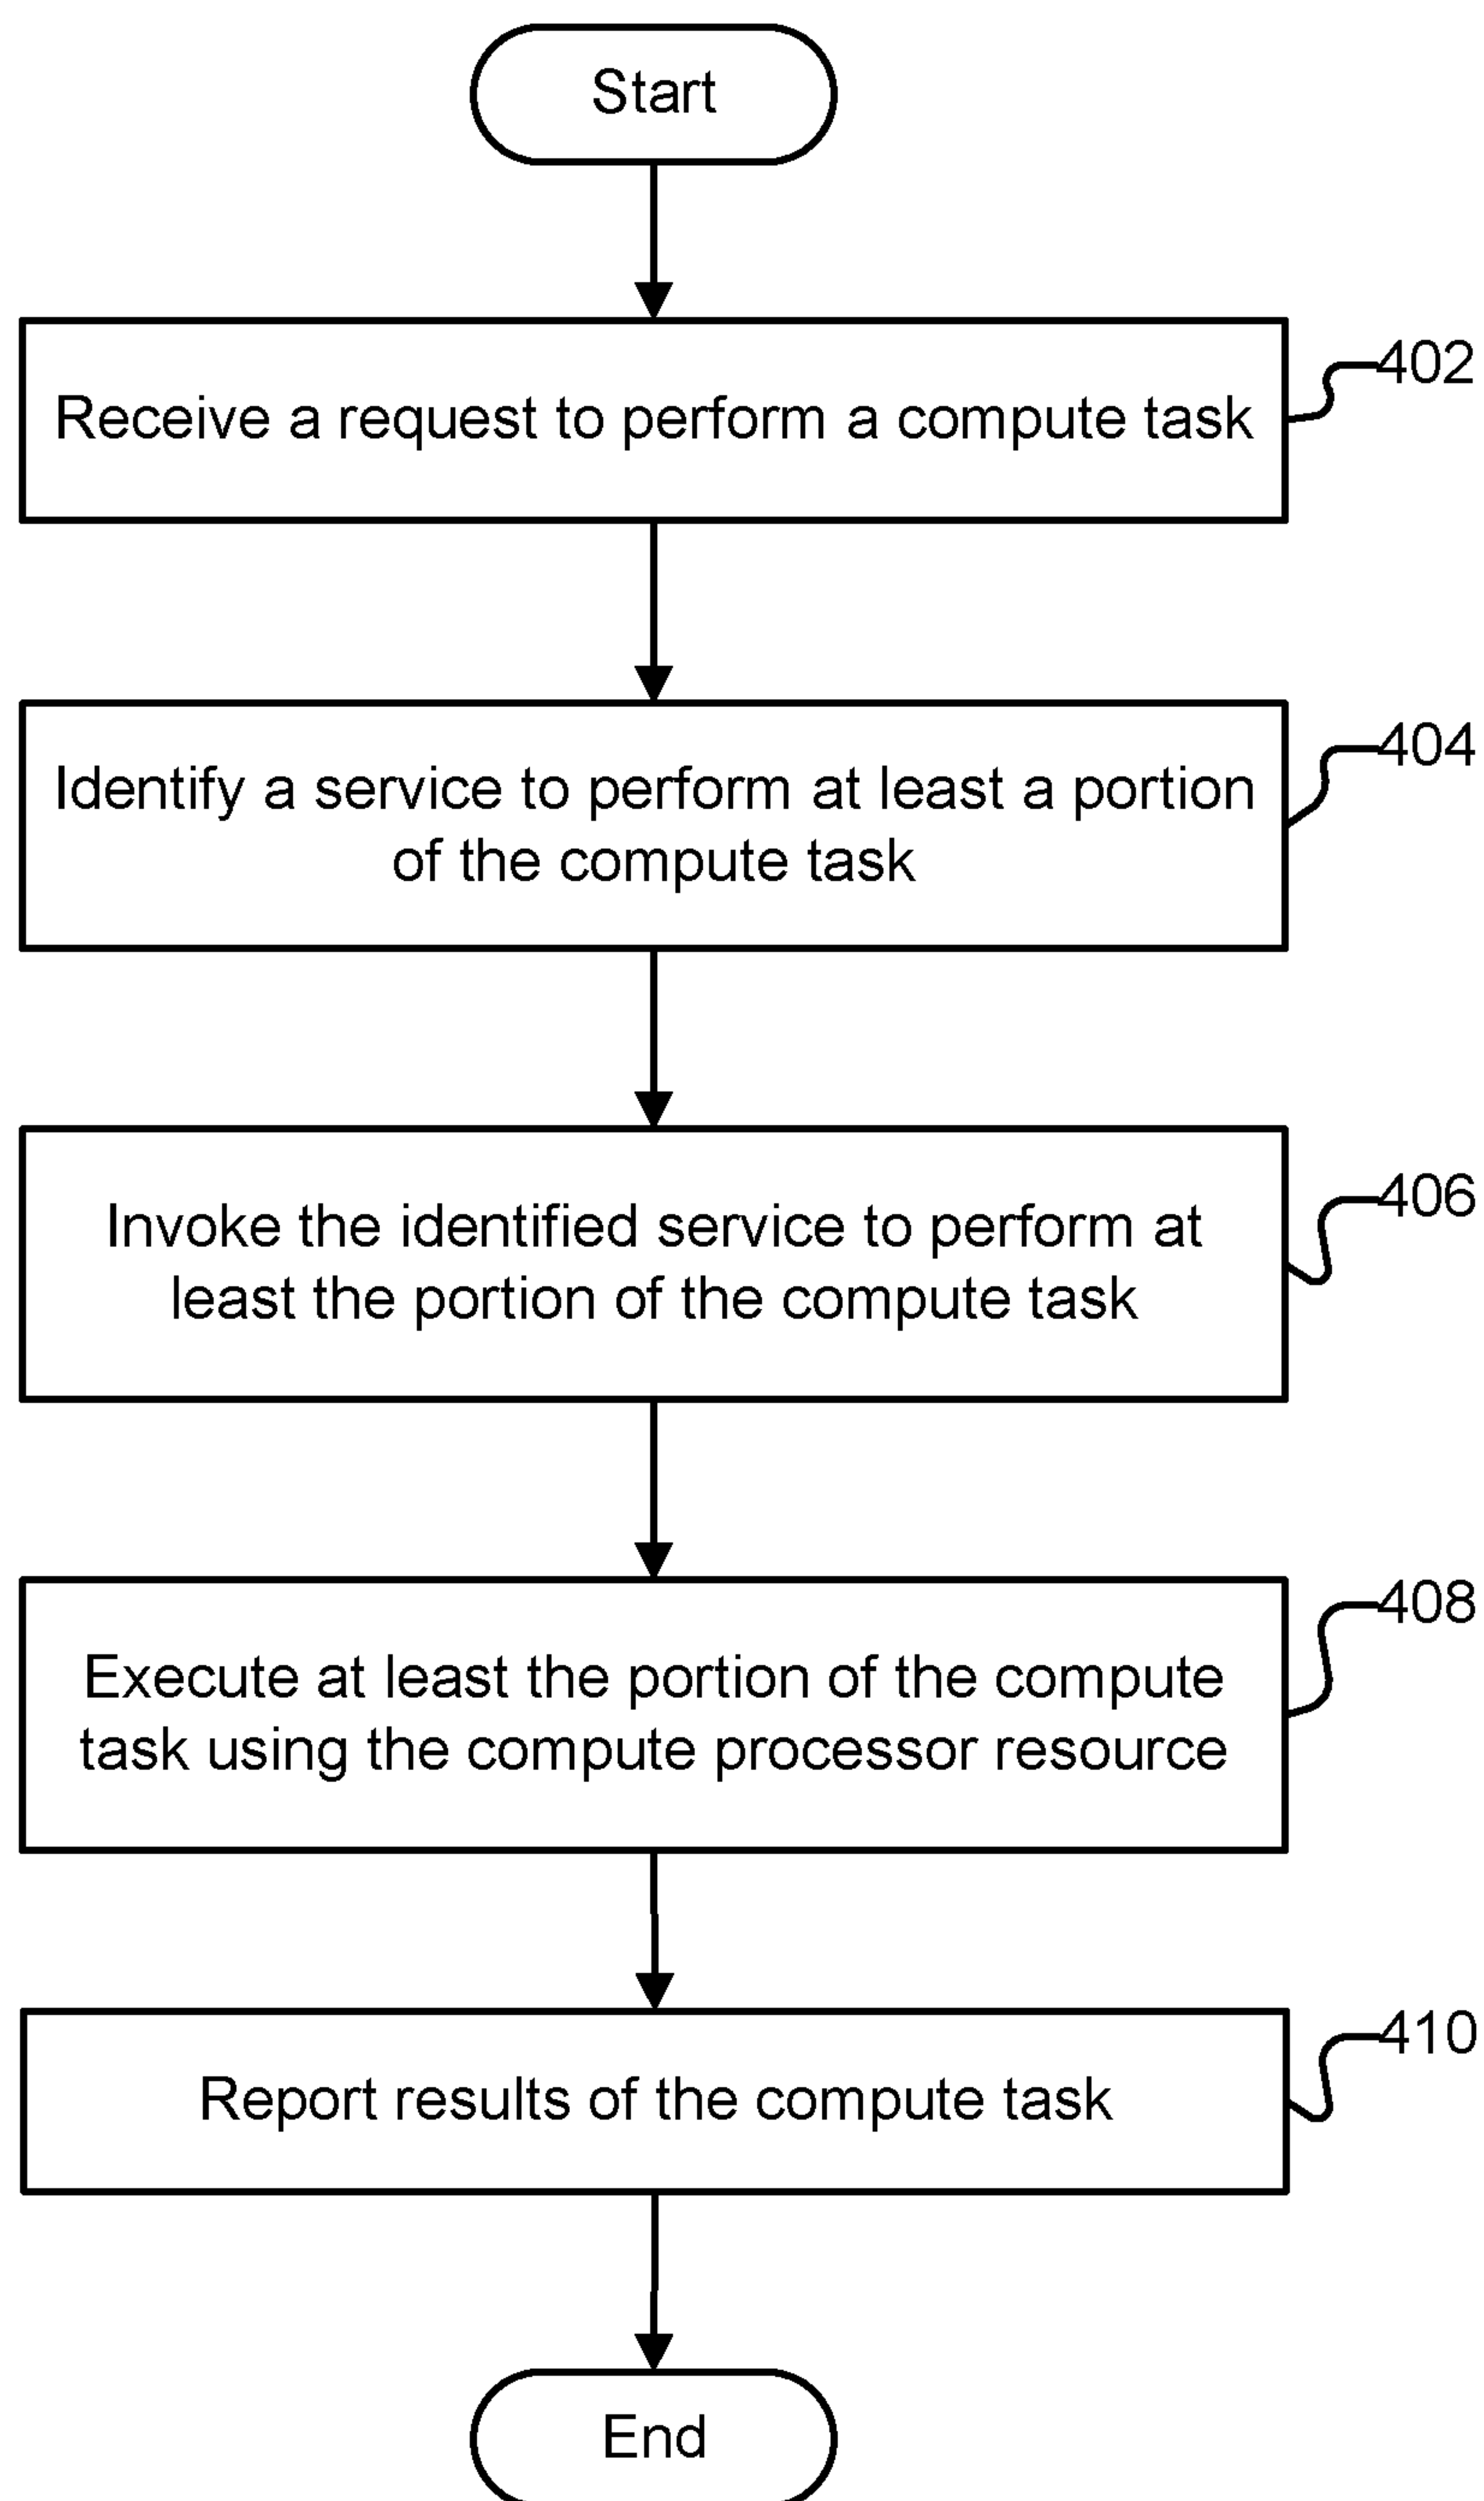 Start
Receive a request to perform a compute task
402
Identify a service to perform at least a portion
of the compute task
404
Invoke the identified service to perform at
least the portion of the compute task
406
Execute at least the portion of the compute
task using the compute processor resource
408
Report results of the compute task
410
End